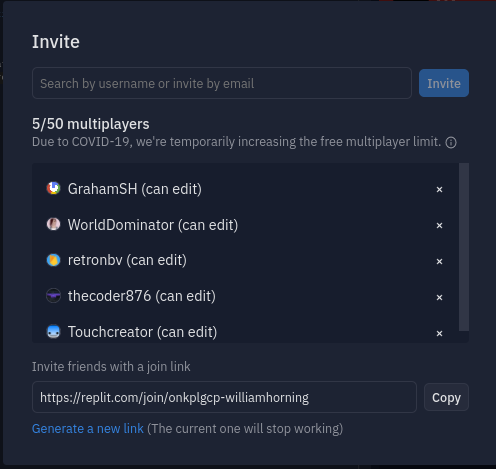 Invite
Search by username or invite by email
Invite
5/50 multiplayers
Due to COVID-19, we're temporarily increasing the free multiplayer limit.
GrahamSH (can edit) ×
WorldDominator (can edit) ×
retronbv (can edit) ×
thecoder876 (can edit) ×
Touchcreator (can edit) ×
Invite friends with a join link
https://replit.com/join/onkplgcp-williamhorning
Copy
Generate a new link (The current one will stop working)